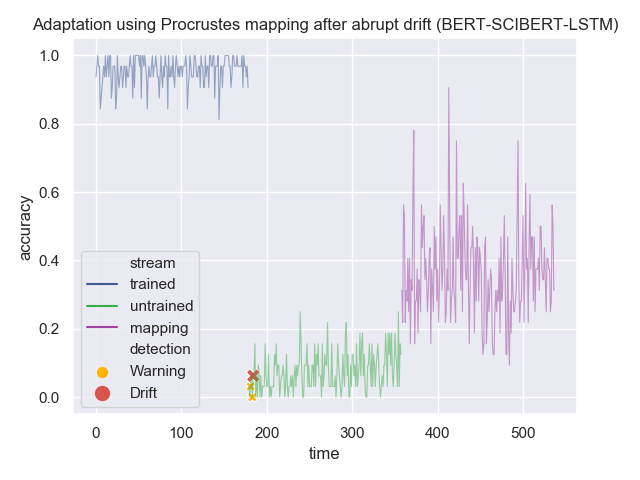 Adaptation using Procrustes mapping after abrupt drift (BERT-SCIBERT-LSTM)
1.0
0.8
0.6
0.4
0.2
0.0
accuracy
stream
trained
untrained
mapping
detection
Warning
Drift
0 100 200 300 400 500
time